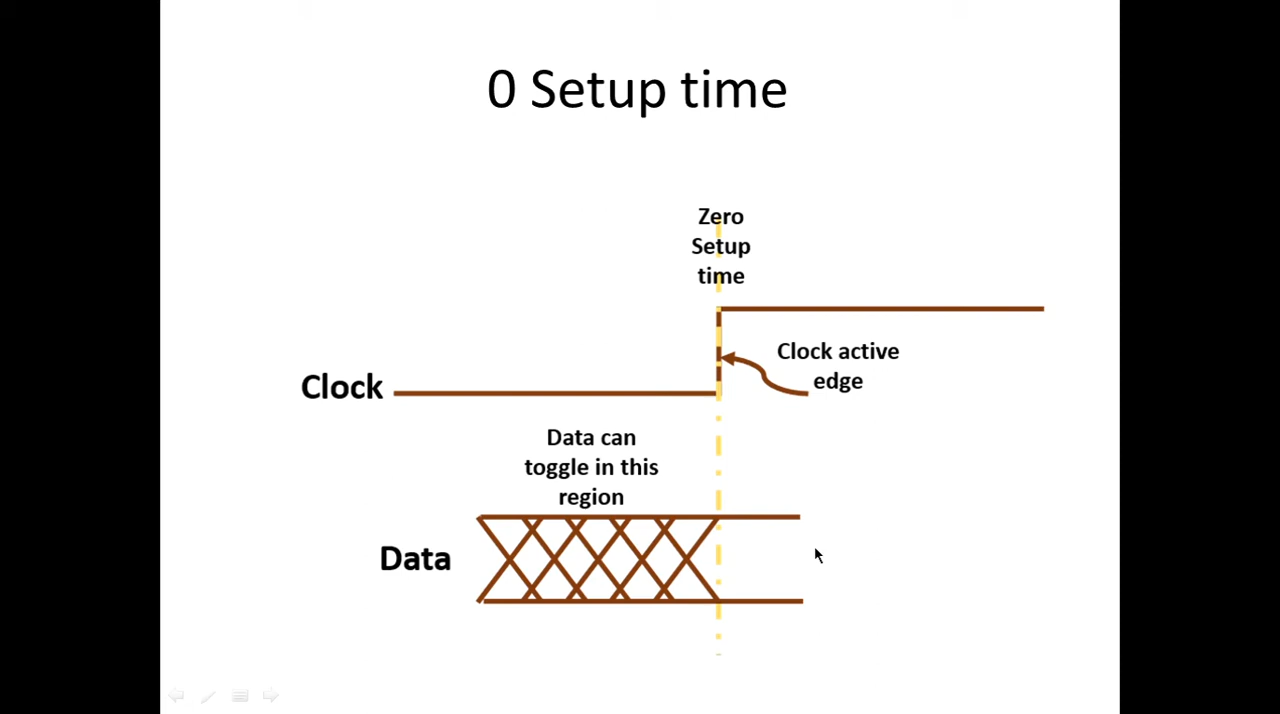 0 Setup time
Zero
Setup
time
Clock active
edge
Clock
Data can
toggle in this
region
Data